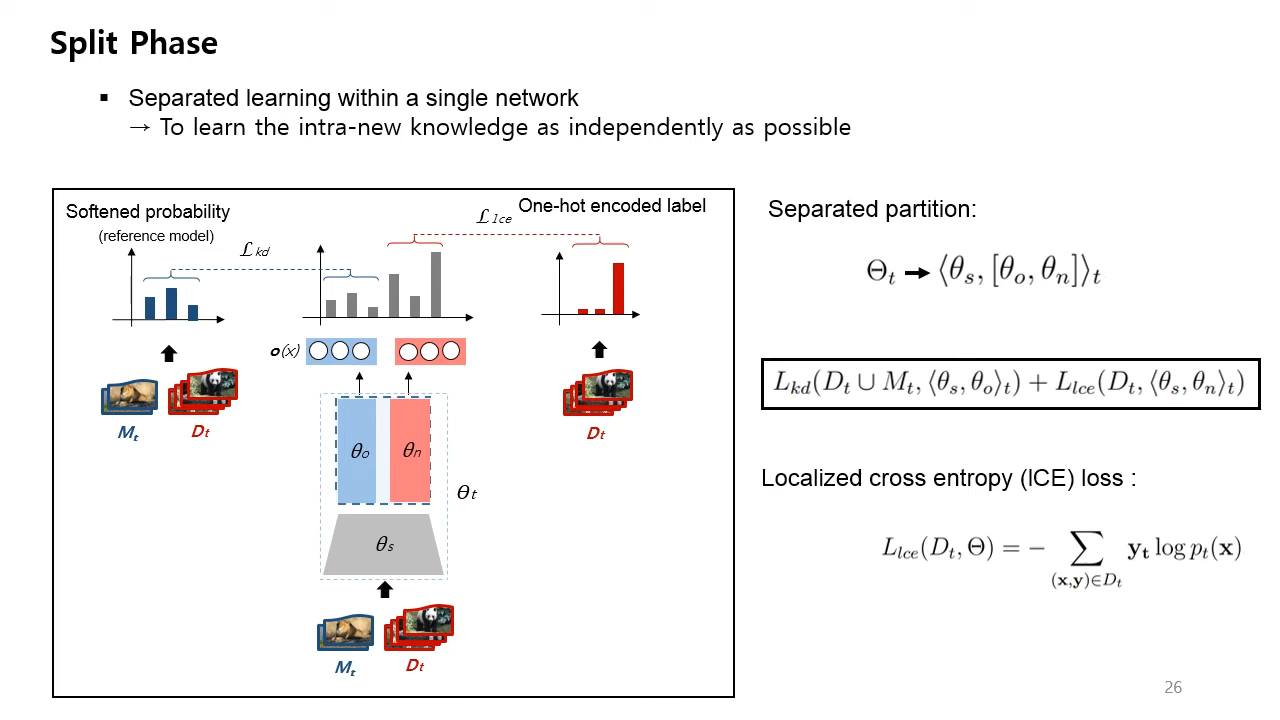 Split Phase
▪ Separated learning within a single network
→ To learn the intra-new knowledge as independently as possible
Softened probability
(reference model)
ℒkd
ℒlce
One-hot encoded label
o(x)
Mt
Dt
Dt
θo
θn
θt
θs
Mt
Dt
Separated partition:
Θt → ⟨θs, [θo, θn]⟩t
Lkd(Dt ∪ Mt, ⟨θs, θo⟩t) + Llce(Dt, ⟨θs, θn⟩t)
Localized cross entropy (lCE) loss :
Llce(Dt, Θ) = − ∑(x,y)∈Dt yt log pt(x)
26